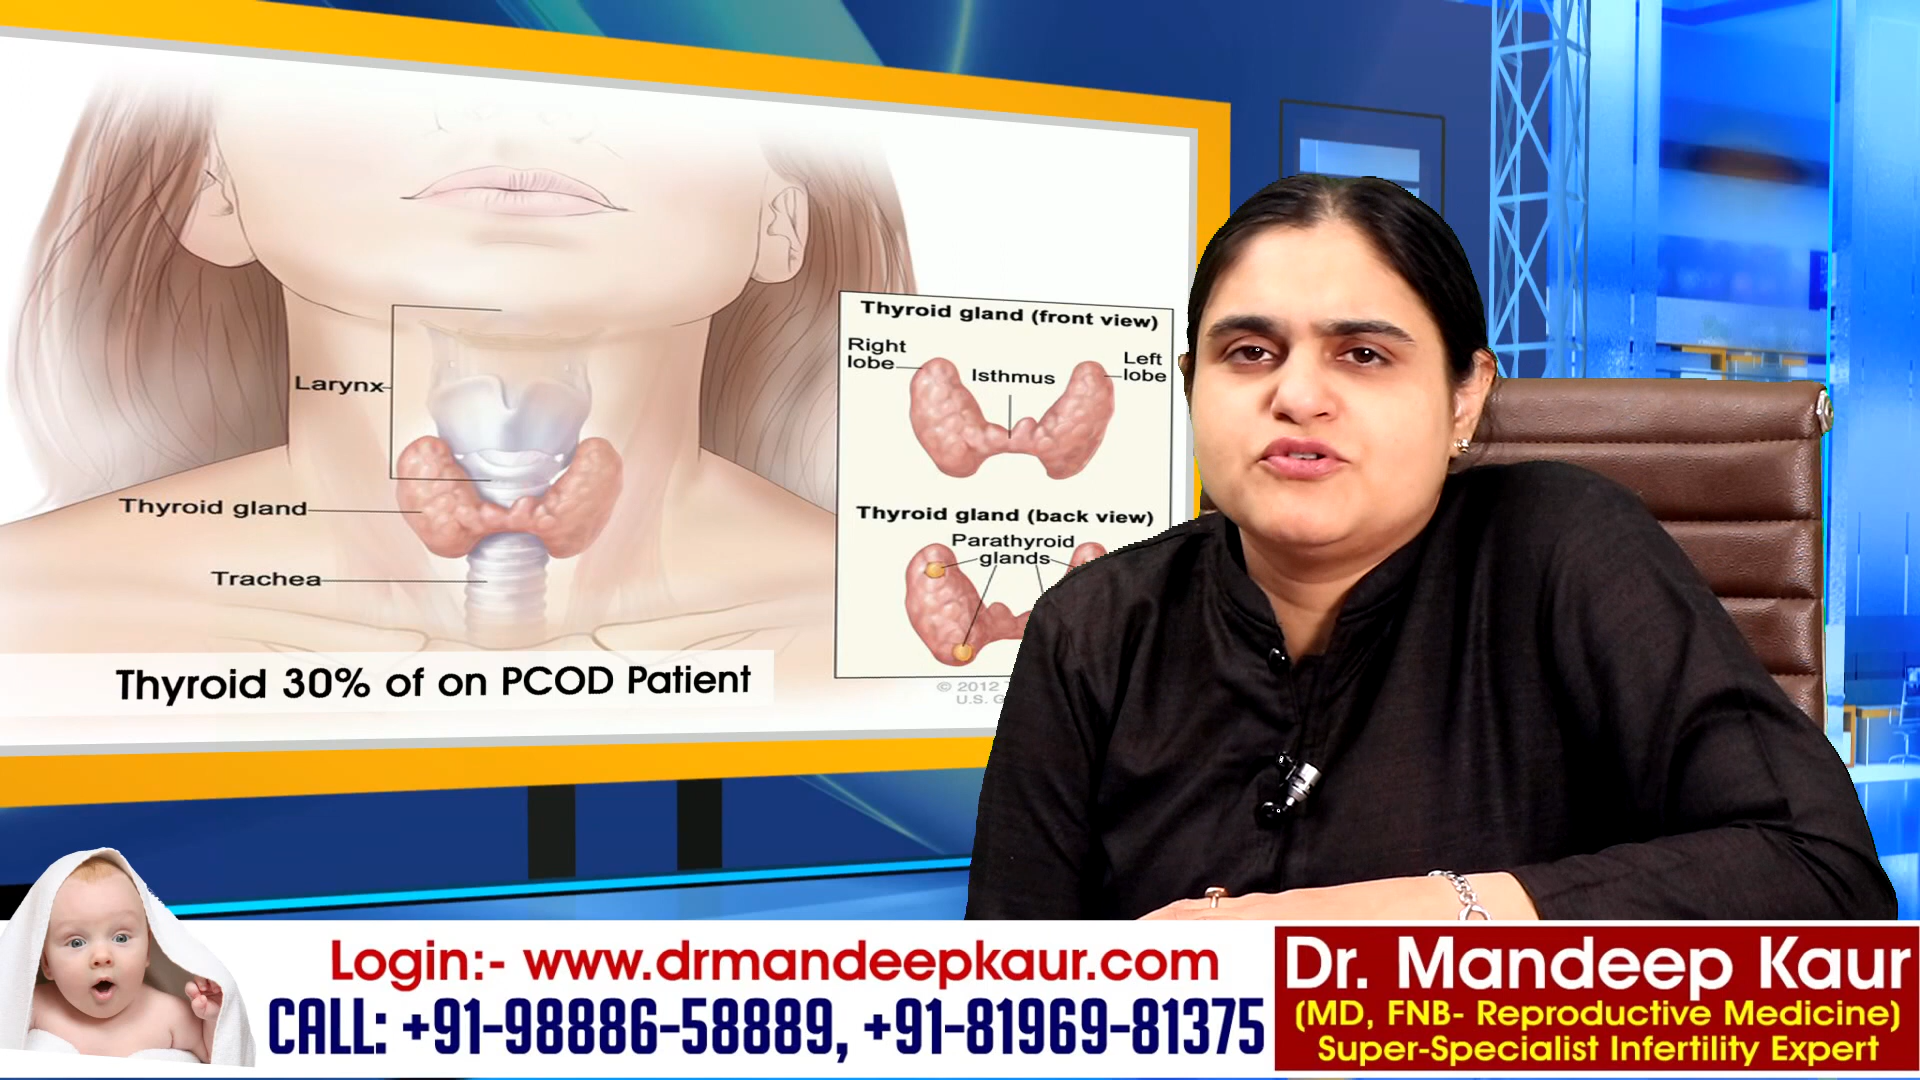 Larynx
Thyroid gland
Trachea
Thyroid gland (front view)
Right
lobe
Isthmus
Left
lobe
Thyroid gland (back view)
Parathyroid
glands
© 2012
U.S.
Thyroid 30% of on PCOD Patient
Login:- www.drmandeepkaur.com
CALL: +91-98886-58889, +91-81969-81375
Dr. Mandeep Kaur
(MD, FNB- Reproductive Medicine)
Super-Specialist Infertility Expert